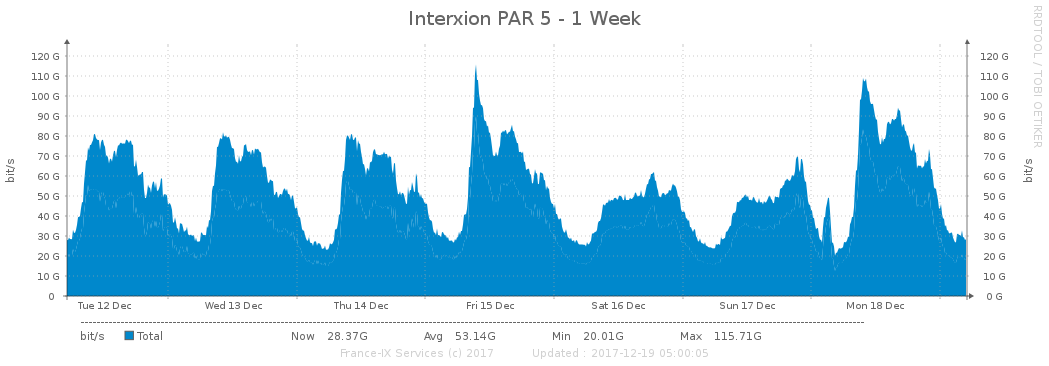 Interxion PAR 5 - 1 Week
RRDTOOL / TOBI OETIKER
bit/s
120 G 120 G
110 G 110 G
100 G 100 G
90 G 90 G
80 G 80 G
70 G 70 G
60 G 60 G
50 G 50 G
40 G 40 G
30 G 30 G
20 G 20 G
10 G 10 G
0 0 G
bit/s
Tue 12 Dec Wed 13 Dec Thu 14 Dec Fri 15 Dec Sat 16 Dec Sun 17 Dec Mon 18 Dec
bit/s Total Now 28.37G Avg 53.14G Min 20.01G Max 115.71G
France-IX Services (c) 2017 Updated : 2017-12-19 05:00:05